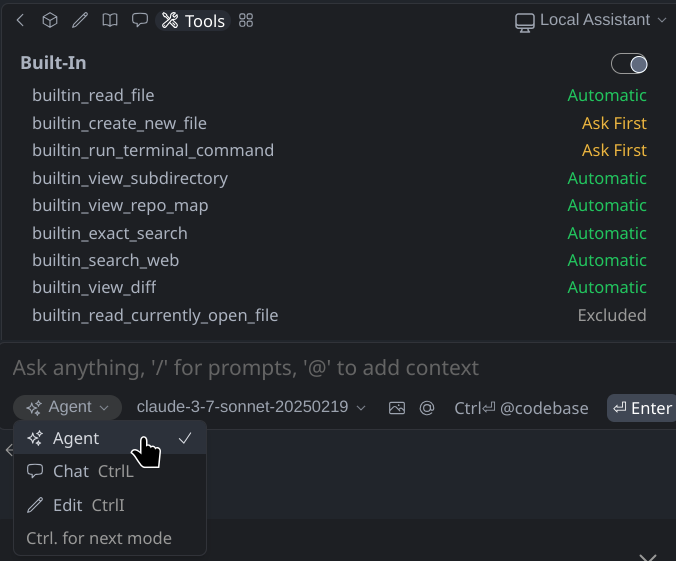 Tools Local Assistant
Built-In
builtin_read_file Automatic
builtin_create_new_file Ask First
builtin_run_terminal_command Ask First
builtin_view_subdirectory Automatic
builtin_view_repo_map Automatic
builtin_exact_search Automatic
builtin_search_web Automatic
builtin_view_diff Automatic
builtin_read_currently_open_file Excluded
Ask anything, '/' for prompts, '@' to add context
Agent claude-3-7-sonnet-20250219 @ Ctrl⏎ @codebase ⏎ Enter
Agent
Chat CtrlL
Edit CtrlI
Ctrl. for next mode